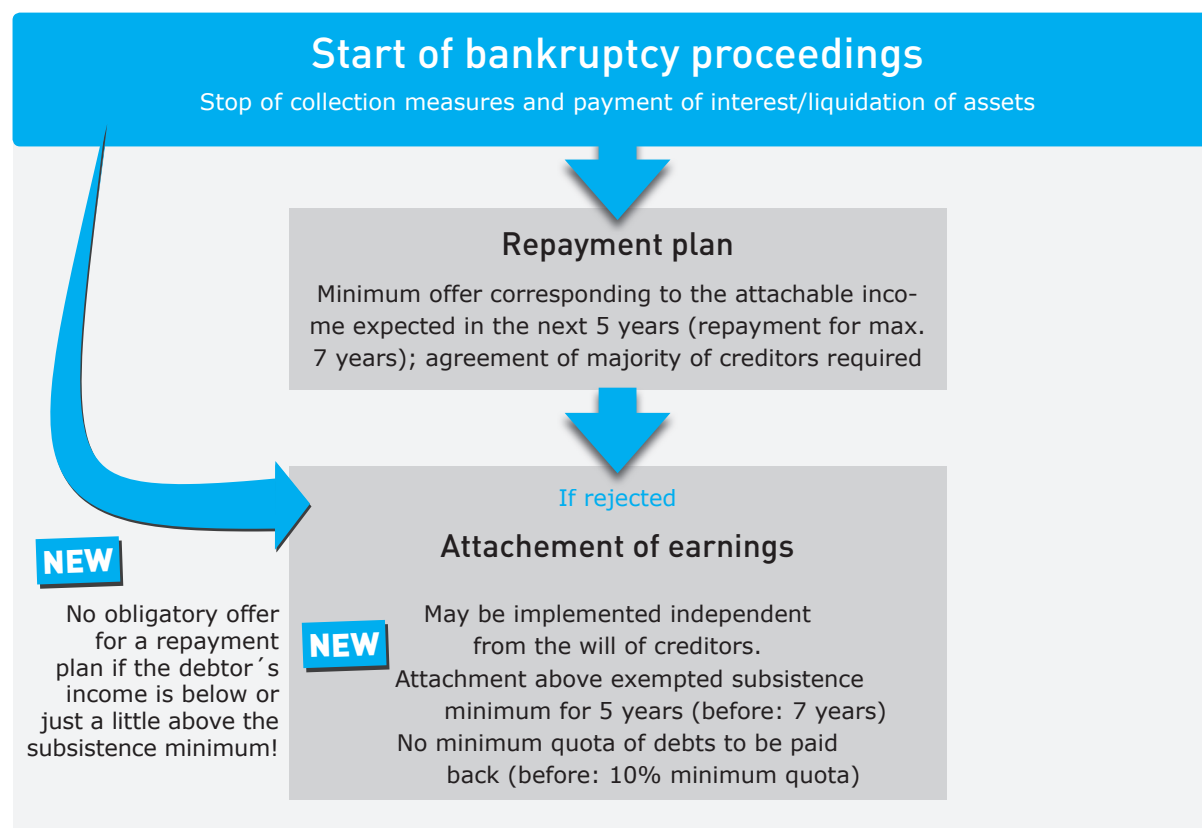 Start of bankruptcy proceedings
Stop of collection measures and payment of interest/liquidation of assets
Repayment plan
Minimum offer corresponding to the attachable inco-
me expected in the next 5 years (repayment for max.
7 years); agreement of majority of creditors required
If rejected
Attachement of earnings
NEW
No obligatory offer
for a repayment
plan if the debtor´s
income is below or
just a little above the
subsistence minimum!
NEW
May be implemented independent
from the will of creditors.
Attachment above exempted subsistence
minimum for 5 years (before: 7 years)
No minimum quota of debts to be paid
back (before: 10% minimum quota)